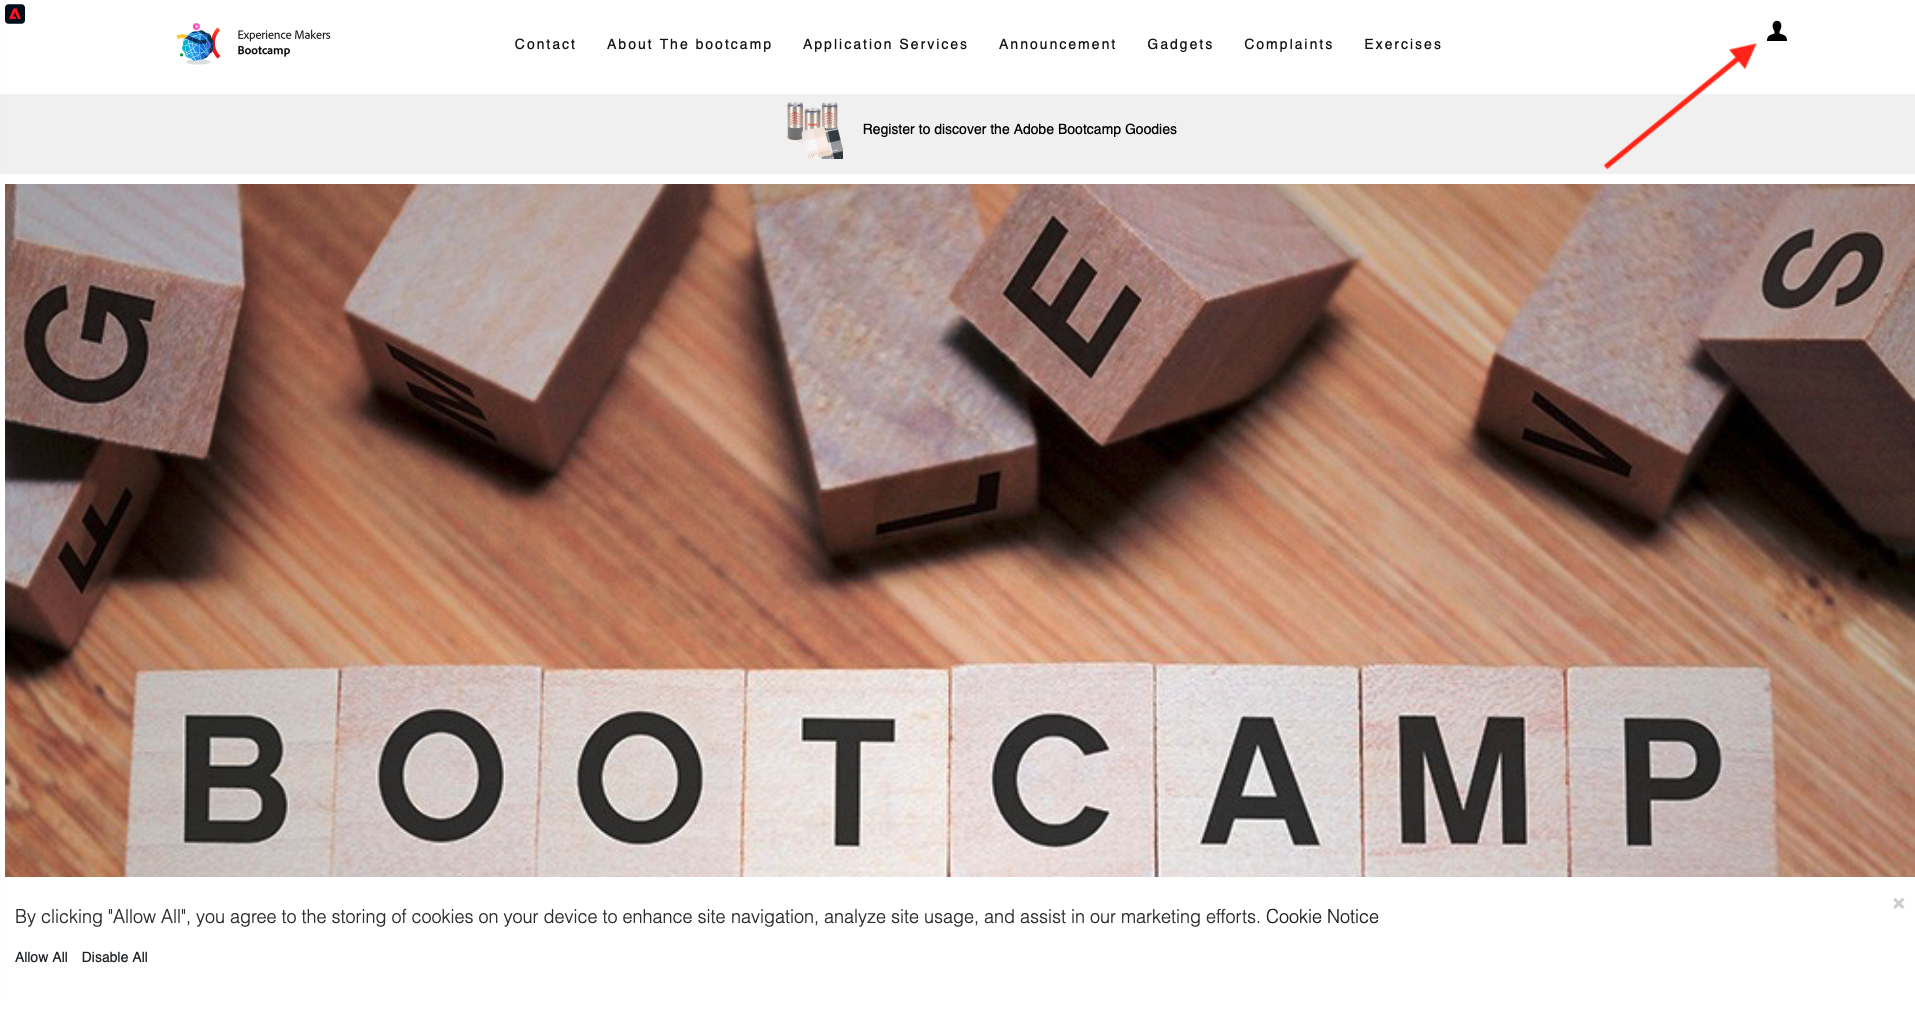 Experience Makers
Bootcamp
Contact About The bootcamp Application Services Announcement Gadgets Complaints Exercises
Register to discover the Adobe Bootcamp Goodies
G M L E V S
F
BOOTCAMP
By clicking "Allow All", you agree to the storing of cookies on your device to enhance site navigation, analyze site usage, and assist in our marketing efforts. Cookie Notice
Allow All Disable All